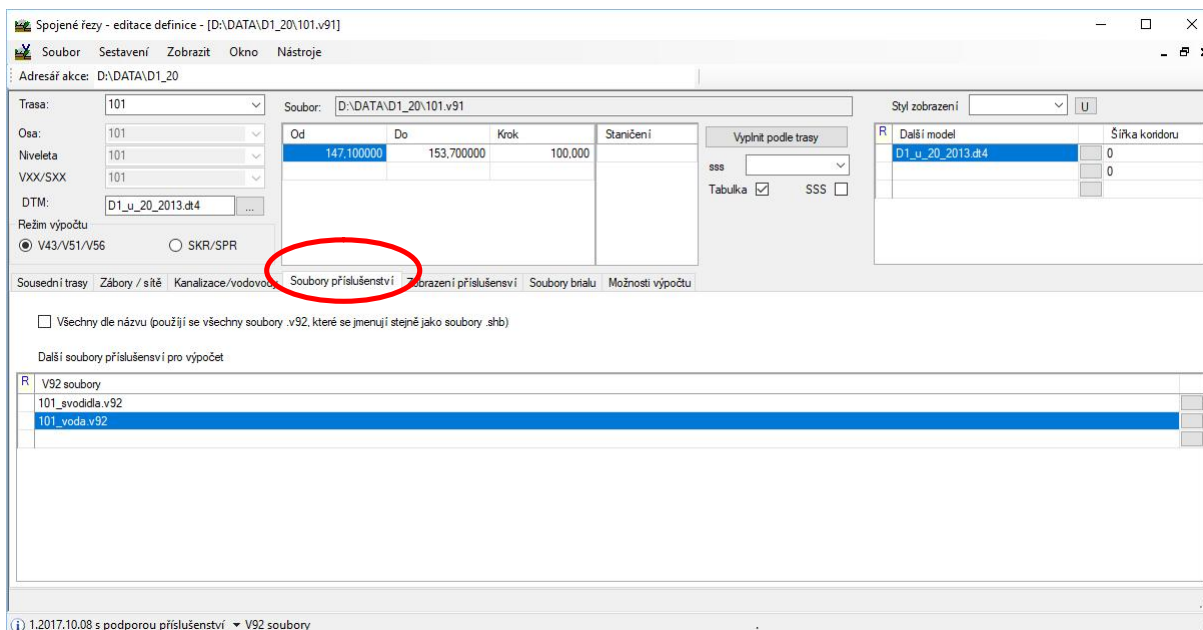 Spojené řezy - editace definice - [D:\DATA\D1_20\101.v91]
Soubor Sestavení Zobrazit Okno Nástroje
Adresář akce: D:\DATA\D1_20
Trasa: 101
Soubor: D:\DATA\D1_20\101.v91
Styl zobrazení U
Osa: 101
Niveleta 101
VXX/SXX 101
DTM: D1_u_20_2013.dt4 ...
Režim výpočtu
V43/V51/V56 SKR/SPR
Od Do Krok Staničení
147,100000 153,700000 100,000
Vyplnit podle trasy
sss
Tabulka SSS
R Další model Šířka koridoru
D1_u_20_2013.dt4 0
0
Sousední trasy Zábory / sítě Kanalizace/vodovody Soubory příslušenství Zobrazení příslušensví Soubory brialu Možnosti výpočtu
Všechny dle názvu (použíjí se všechny soubory .v92, které se jmenují stejně jako soubory .shb)
Další soubory příslušensví pro výpočet
R V92 soubory
101_svodidla.v92
101_voda.v92
1.2017.10.08 s podporou příslušenství V92 soubory